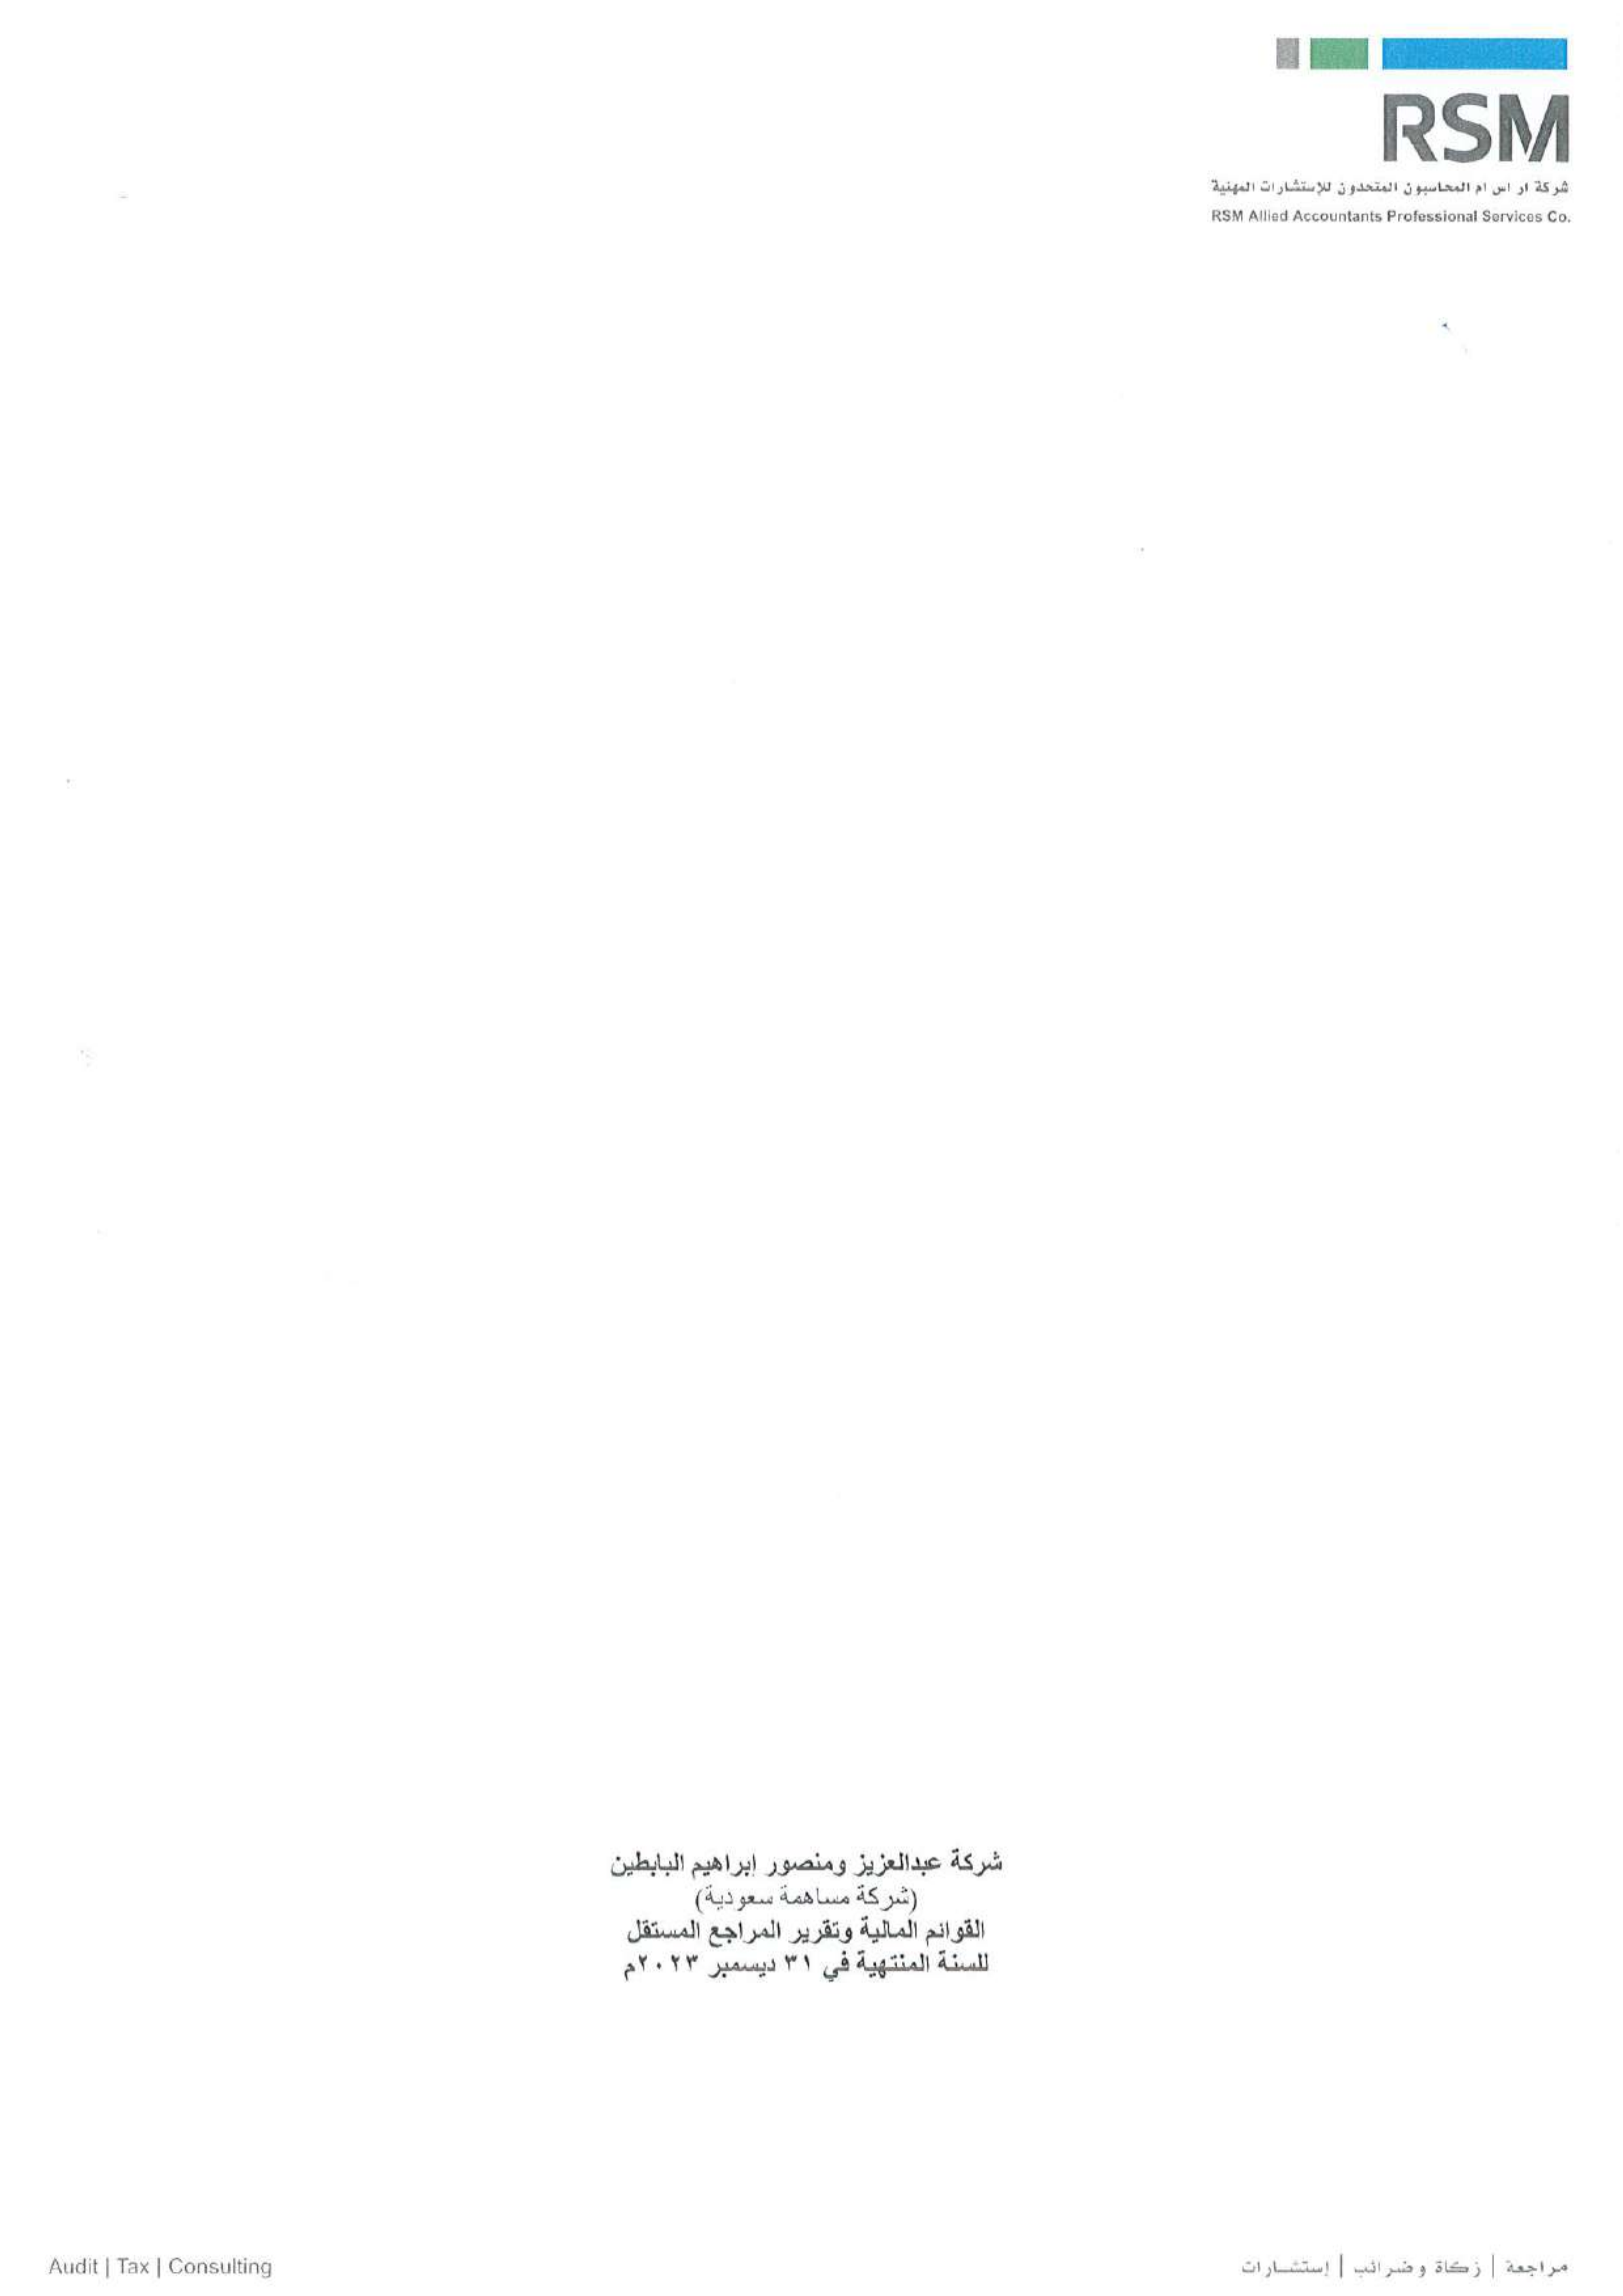 RSM
شركة ار اس ام المحاسبون المتحدون للإستشارات المهنية
RSM Allied Accountants Professional Services Co.
شركة عبدالعزيز ومنصور إبراهيم البابطين
(شركة مساهمة سعودية)
القوائم المالية وتقرير المراجع المستقل
للسنة المنتهية في ٣١ ديسمبر ٢٠٢٣م
Audit | Tax | Consulting
مراجعة | زكاة و ضرائب | إستشارات